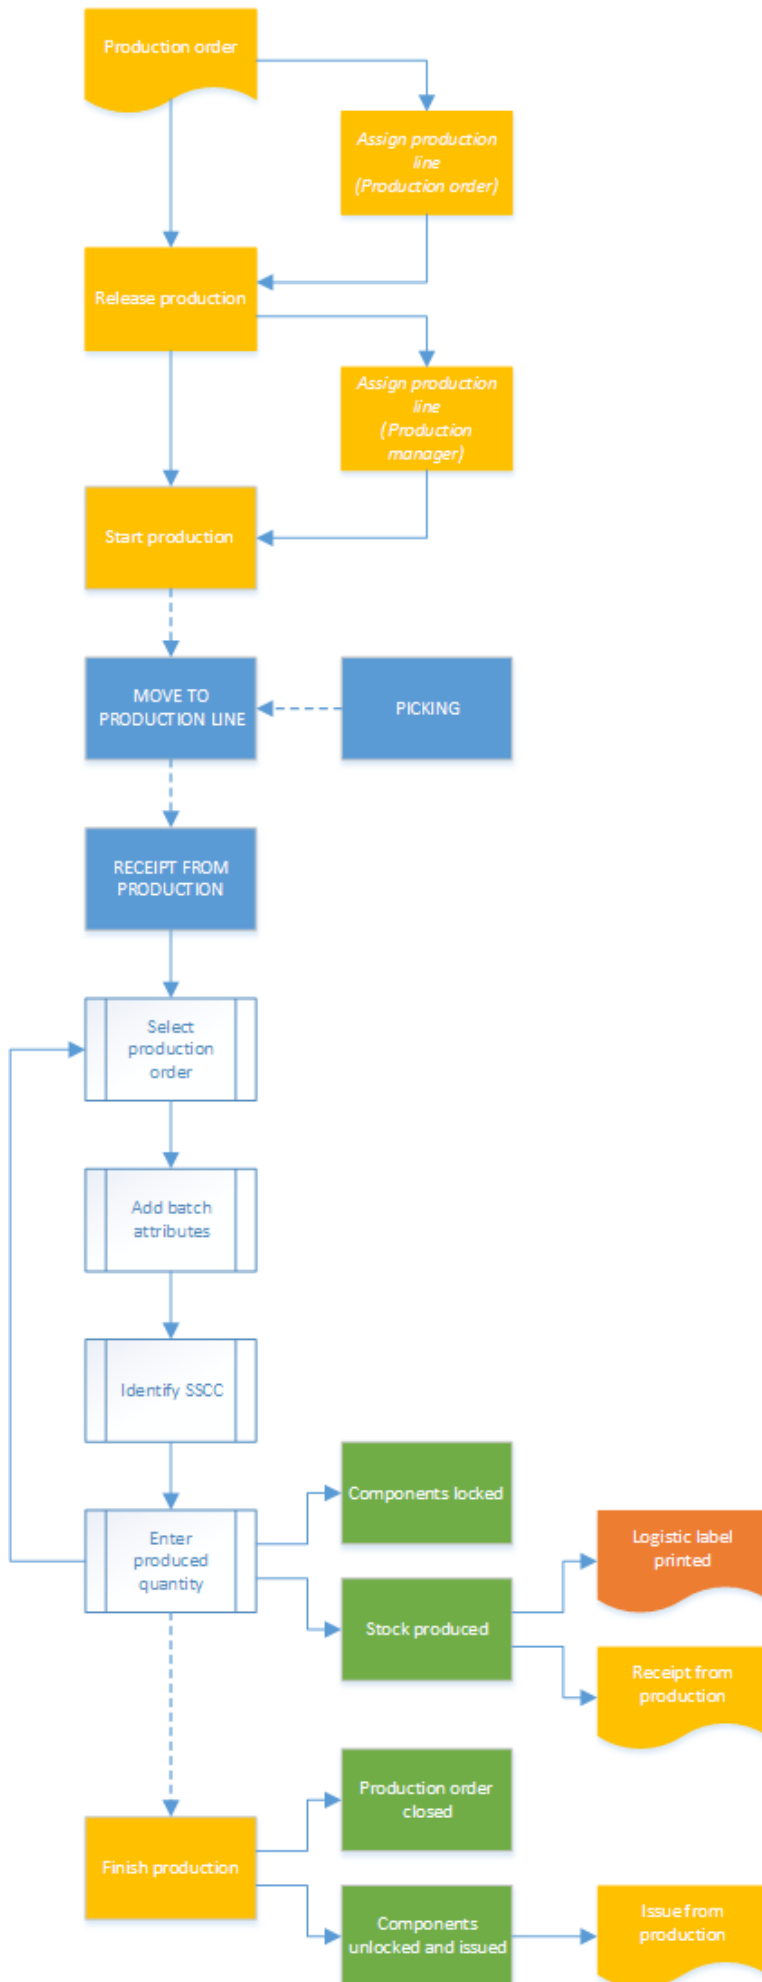 Production order
Assign production
line
(Production order)
Release production
Assign production
line
(Production
manager)
Start production
MOVE TO
PRODUCTION LINE
PICKING
RECEIPT FROM
PRODUCTION
Select
production
order
Add batch
attributes
Identify SSCC
Components locked
Enter
produced
quantity
Logistic label
printed
Stock produced
Receipt from
production
Production order
closed
Finish production
Components
unlocked and issued
Issue from
production